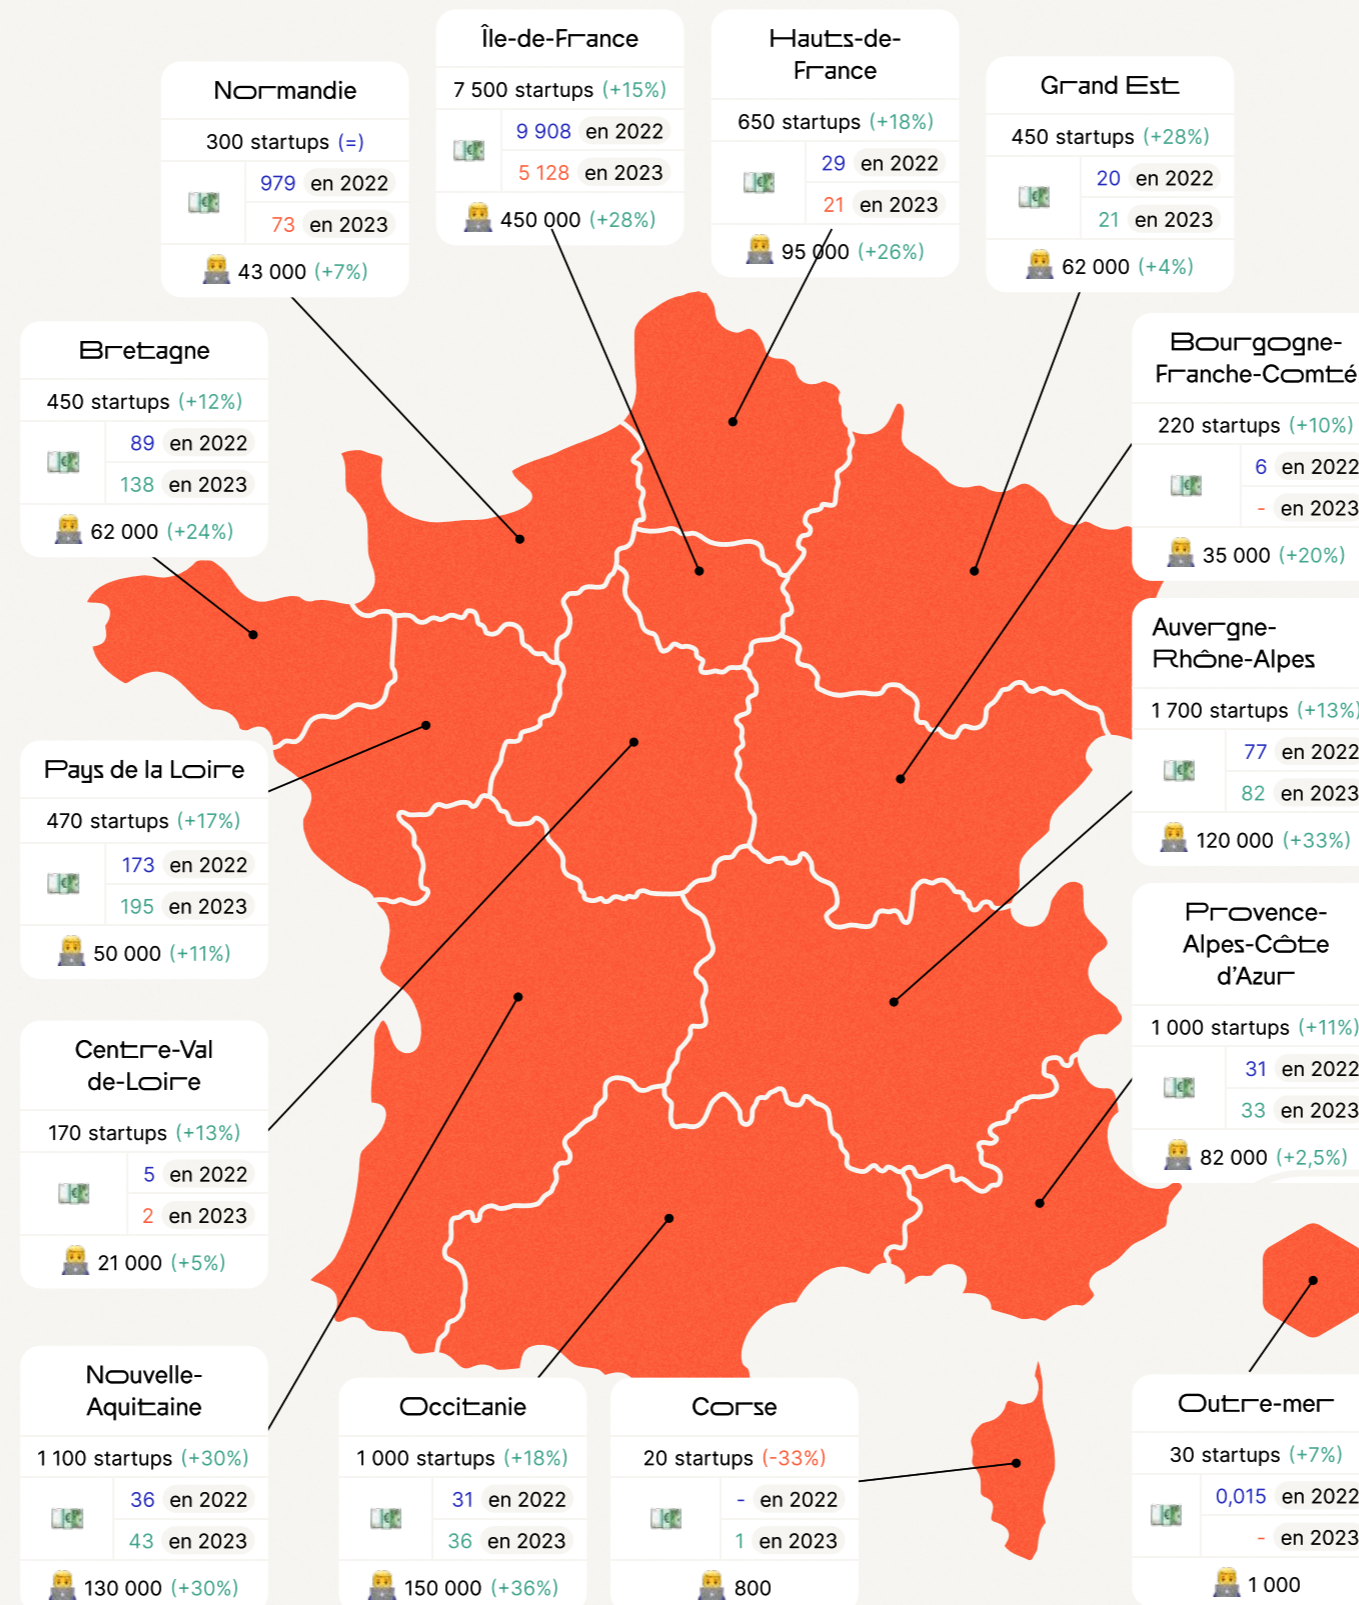 Île-de-France
7 500 startups (+15%)
9 908 en 2022
5 128 en 2023
450 000 (+28%)
Hauts-de-
France
650 startups (+18%)
29 en 2022
21 en 2023
95 000 (+26%)
Normandie
300 startups (=)
979 en 2022
73 en 2023
43 000 (+7%)
Grand Est
450 startups (+28%)
20 en 2022
21 en 2023
62 000 (+4%)
Bretagne
450 startups (+12%)
89 en 2022
138 en 2023
62 000 (+24%)
Bourgogne-
Franche-Comté
220 startups (+10%)
6 en 2022
- en 2023
35 000 (+20%)
Auvergne-
Rhône-Alpes
1 700 startups (+13%)
77 en 2022
82 en 2023
120 000 (+33%)
Pays de la Loire
470 startups (+17%)
173 en 2022
195 en 2023
50 000 (+11%)
Provence-
Alpes-Côte
d'Azur
1 000 startups (+11%)
31 en 2022
33 en 2023
82 000 (+2,5%)
Centre-Val
de-Loire
170 startups (+13%)
5 en 2022
2 en 2023
21 000 (+5%)
Nouvelle-
Aquitaine
1 100 startups (+30%)
36 en 2022
43 en 2023
130 000 (+30%)
Occitanie
1 000 startups (+18%)
31 en 2022
36 en 2023
150 000 (+36%)
Corse
20 startups (-33%)
- en 2022
1 en 2023
800
Outre-mer
30 startups (+7%)
0,015 en 2022
- en 2023
1 000